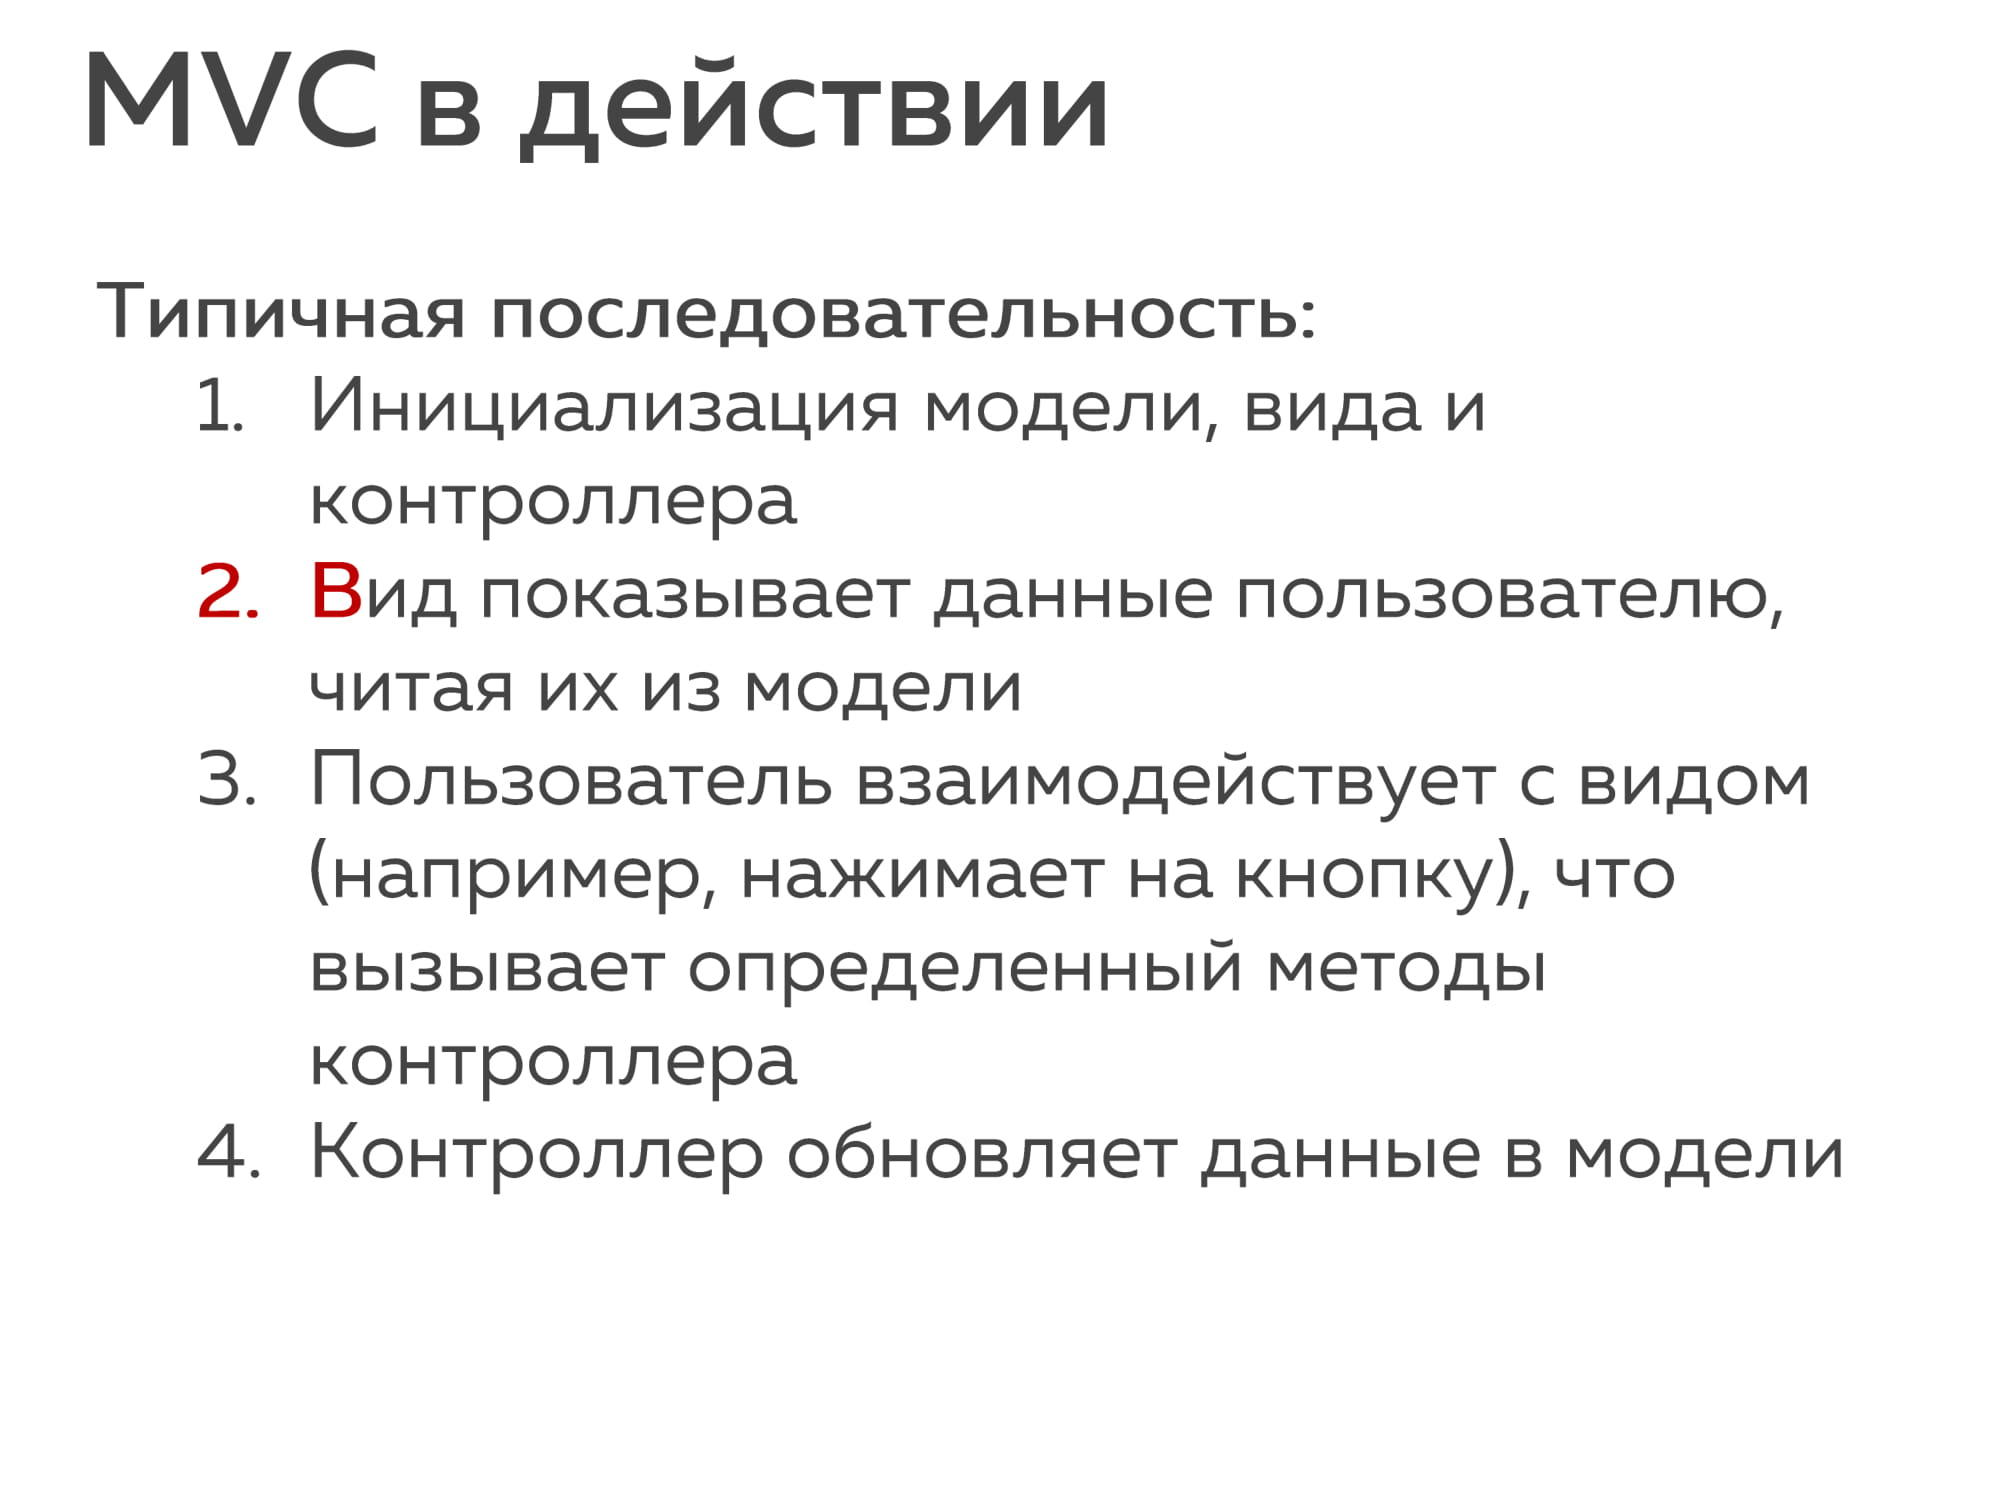 MVC в действии
Типичная последовательность:
1. Инициализация модели, вида и
контроллера
2. Вид показывает данные пользователю,
читая их из модели
3. Пользователь взаимодействует с видом
(например, нажимает на кнопку), что
вызывает определенный методы
контроллера
4. Контроллер обновляет данные в модели